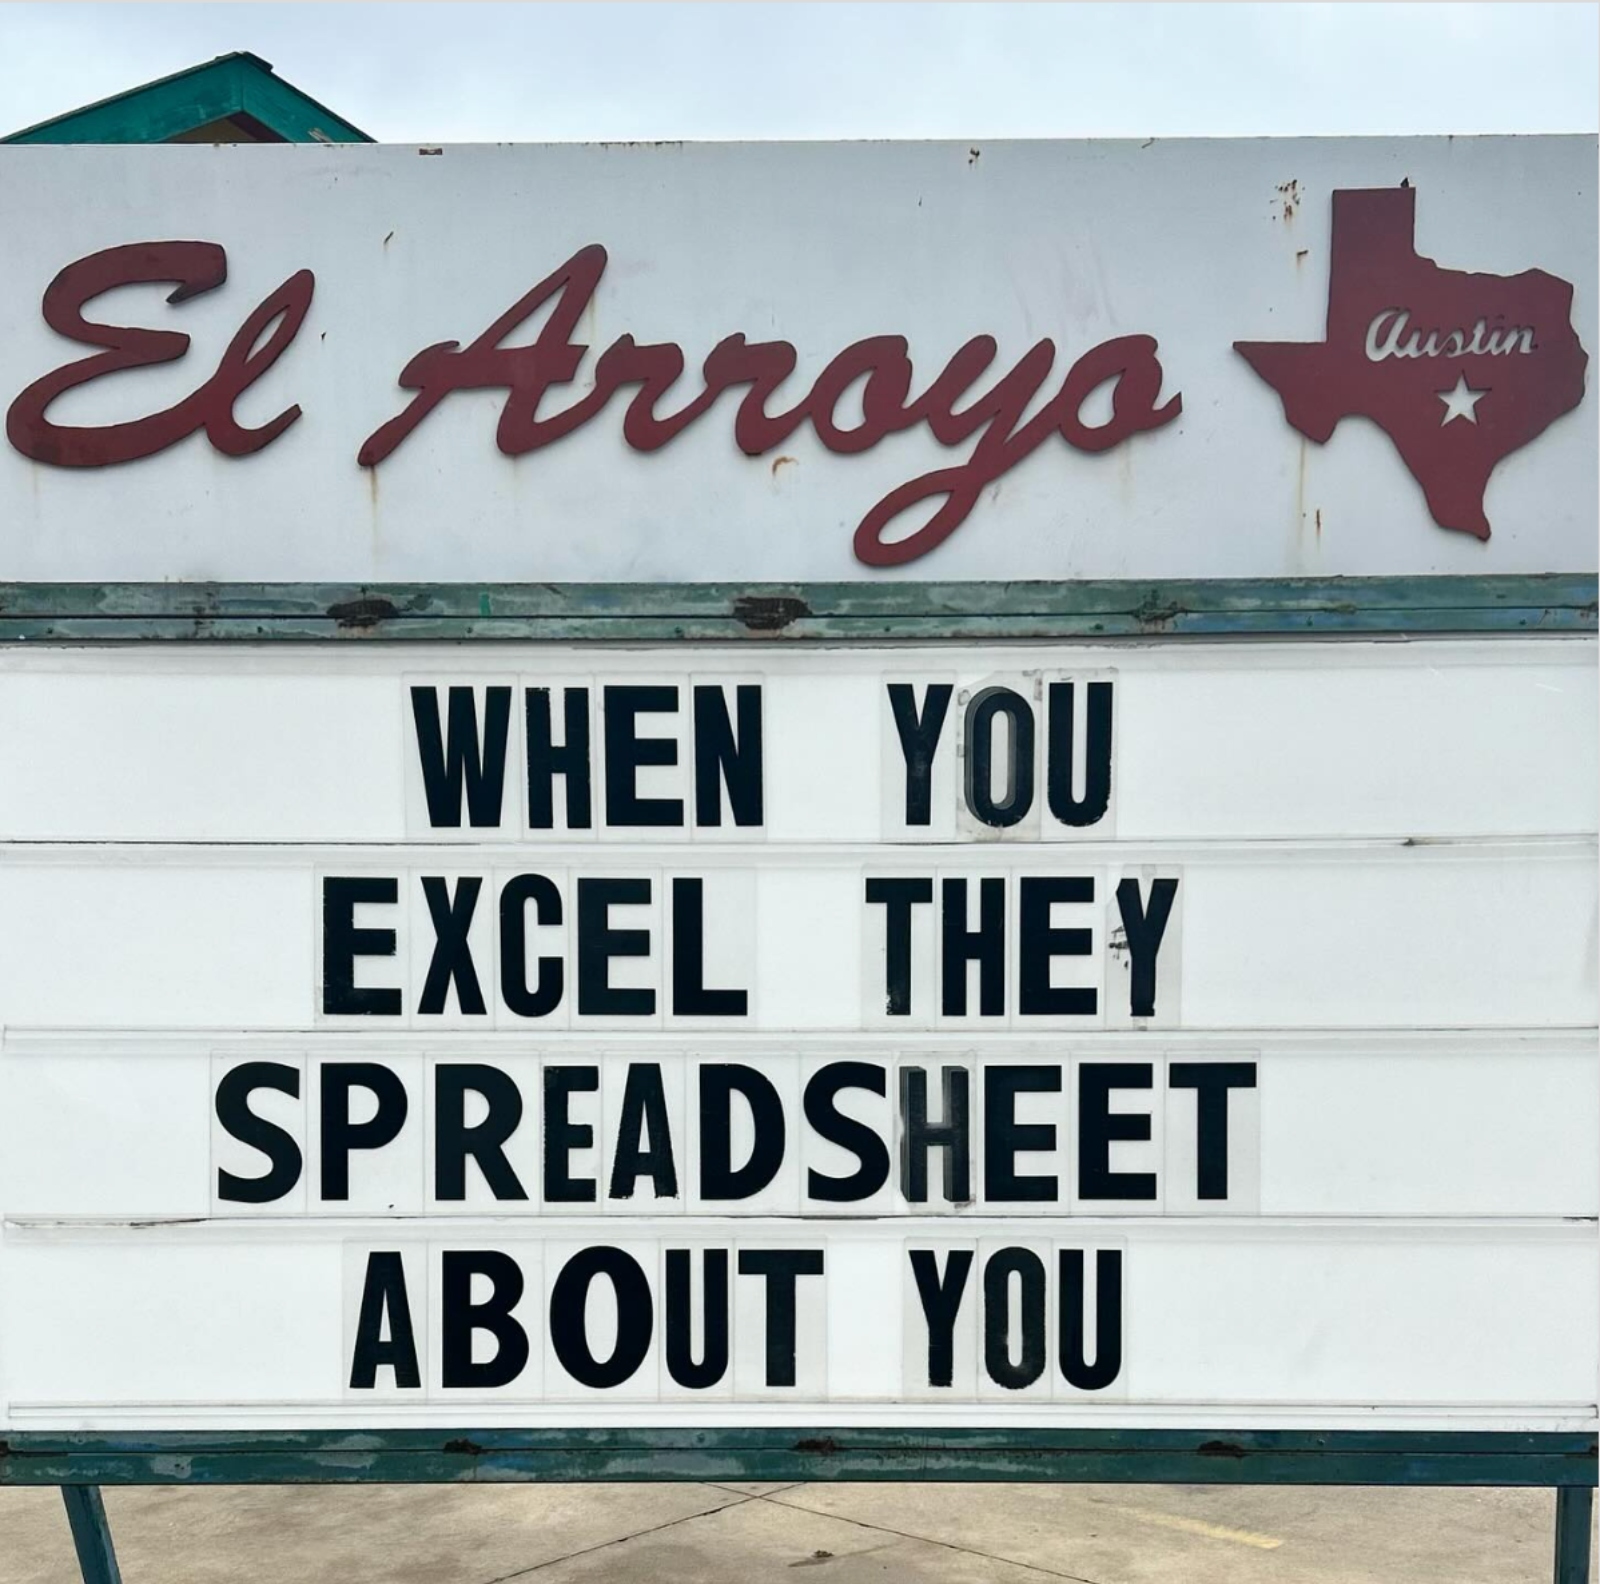 El Arroyo
Austin
WHEN YOU
EXCEL THEY
SPREADSHEET
ABOUT YOU